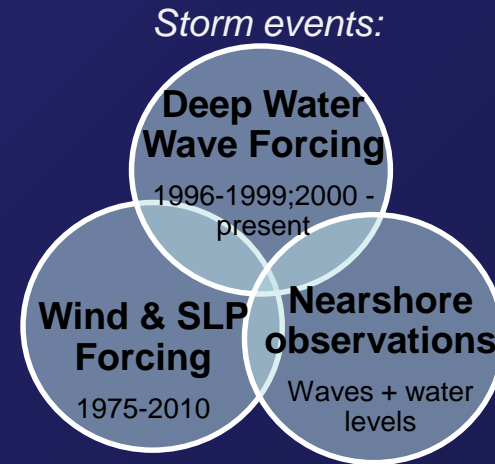 Storm events:
Deep Water
Wave Forcing
1996-1999;2000 -
present
Wind & SLP
Forcing
1975-2010
Nearshore
observations
Waves + water
levels